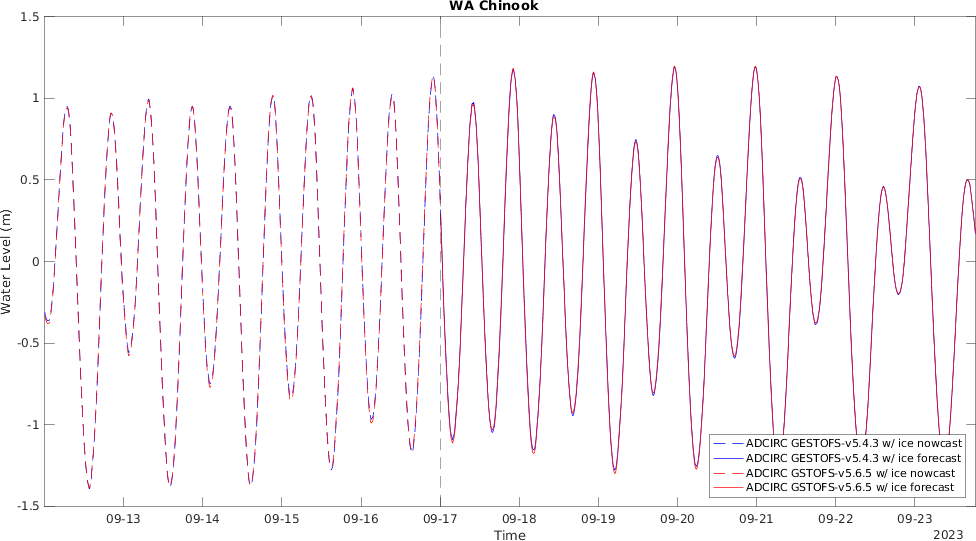 WA Chinook
1.5
1
0.5
0
-0.5
-1
-1.5
Water Level (m)
ADCIRC GESTOFS-v5.4.3 w/ ice nowcast
ADCIRC GESTOFS-v5.4.3 w/ ice forecast
ADCIRC GSTOFS-v5.6.5 w/ ice nowcast
ADCIRC GSTOFS-v5.6.5 w/ ice forecast
09-13 09-14 09-15 09-16 09-17 09-18 09-19 09-20 09-21 09-22 09-23
Time
2023